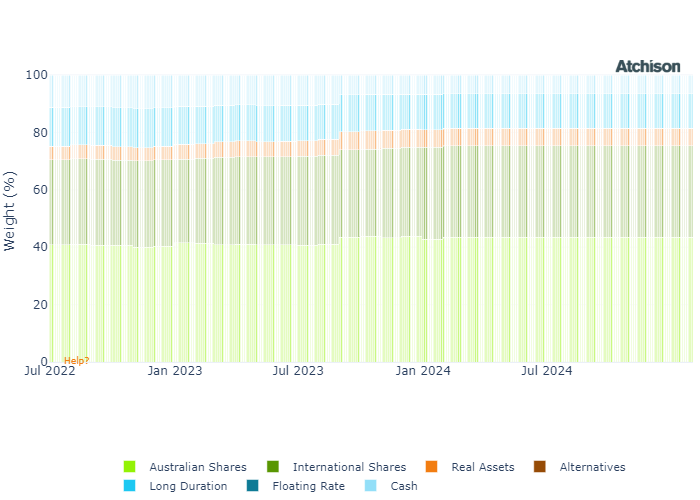 Atchison
100
80
60
40
20
0
Weight (%)
Help?
Jul 2022 Jan 2023 Jul 2023 Jan 2024 Jul 2024
Australian Shares International Shares Real Assets Alternatives
Long Duration Floating Rate Cash